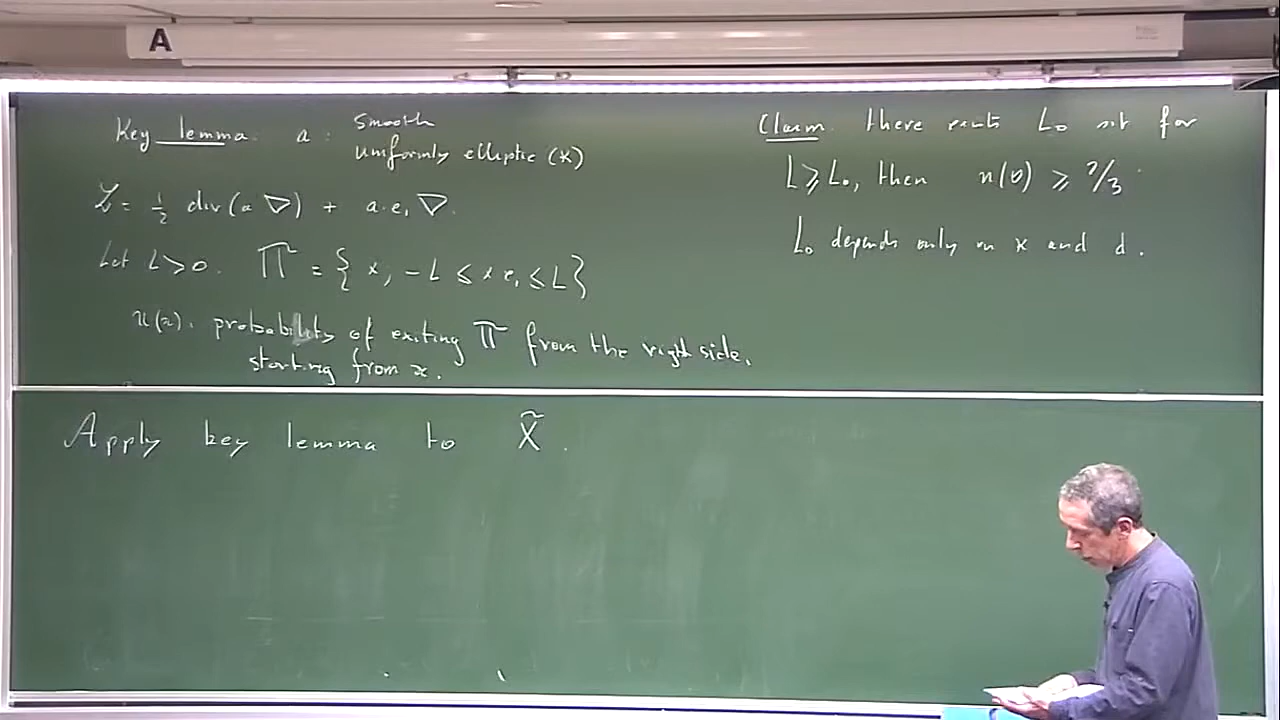 A
Key lemma. a : smooth
uniformly elliptic (κ)
ℒ = 1/2 div(a ∇) + a·e₁ ∇.
Let L > 0. Π = { x, -L ≤ x e₁ ≤ L }
u(x): probability of exiting Π from the right side,
starting from x.
Claim. there exists L₀ s.t. for
L ≥ L₀, then u(0) ≥ 2/3.
L₀ depends only on κ and d.
Apply key lemma to X̃.